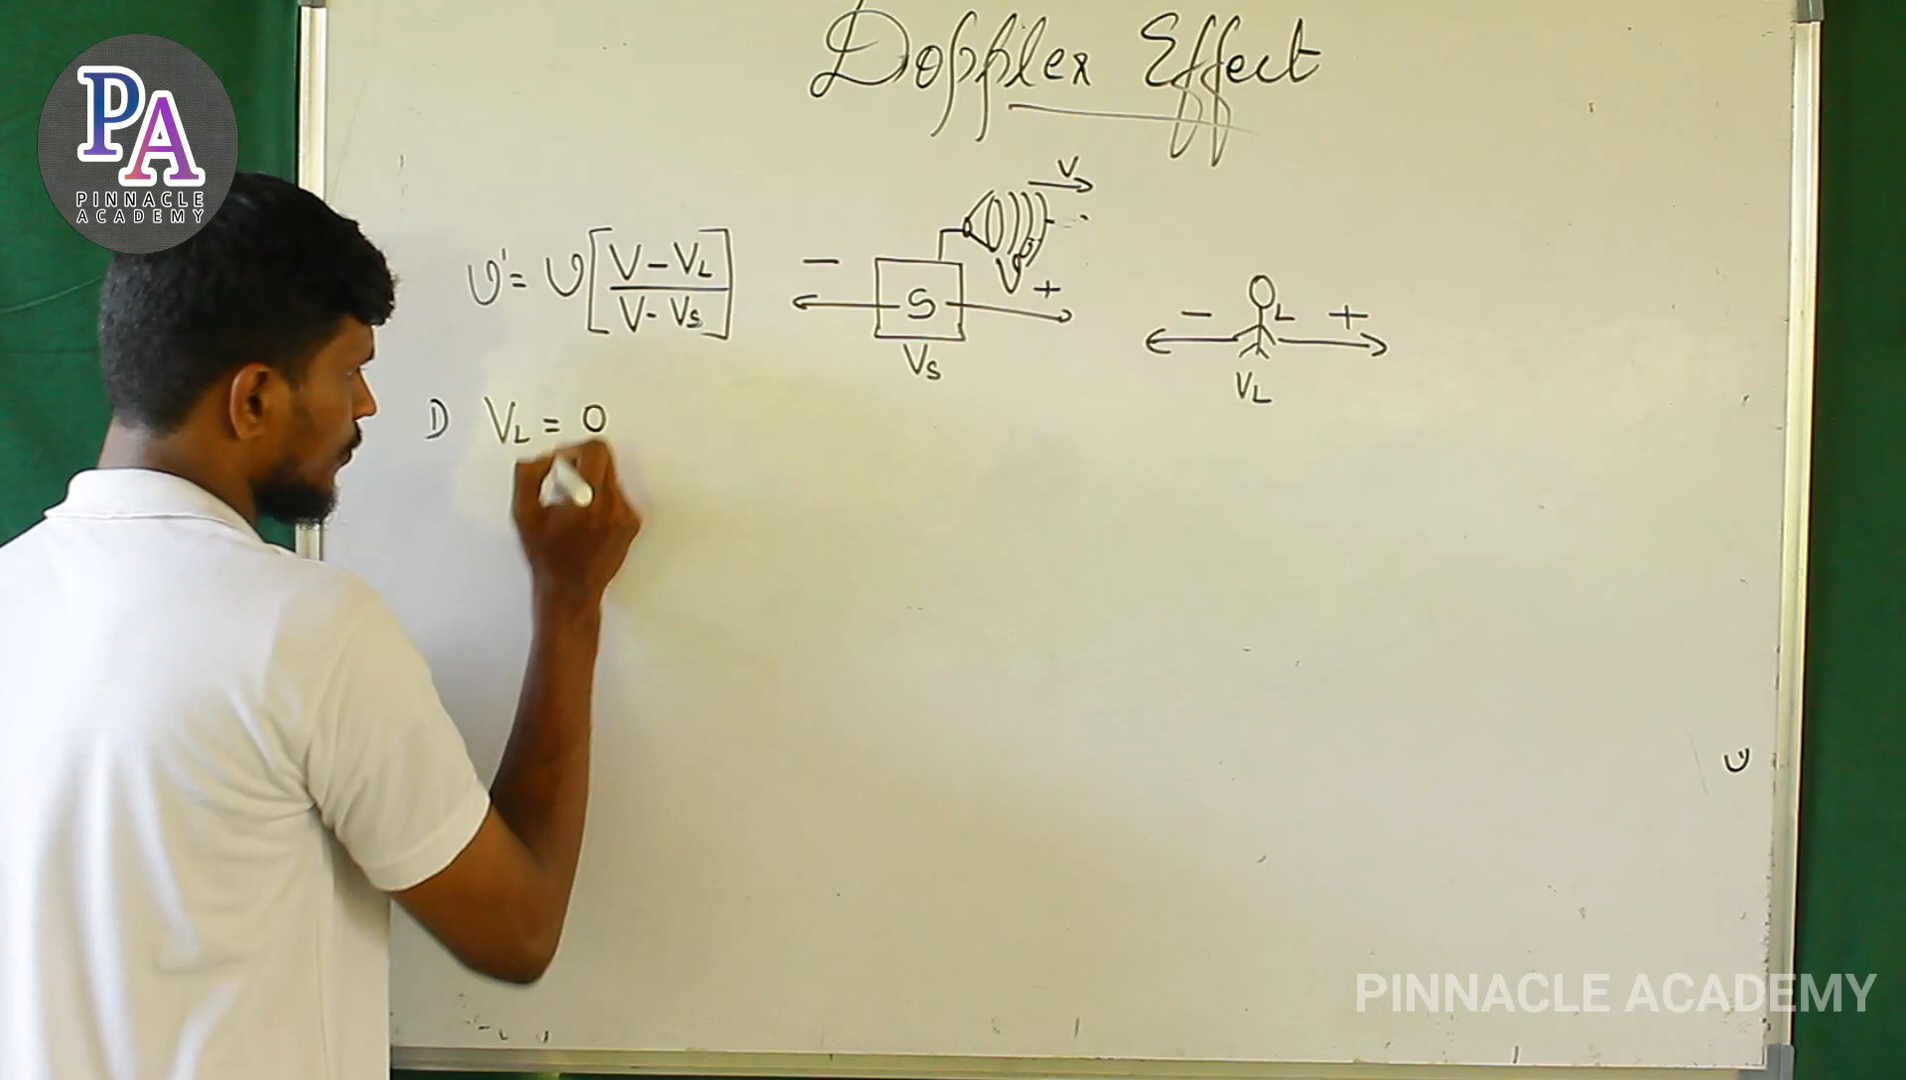 PA
PINNACLE
ACADEMY
Doppler Effect
υ' = υ [V - VL / V - Vs]
V
- S +
Vs
- L +
VL
1) VL = 0
υ
PINNACLE ACADEMY